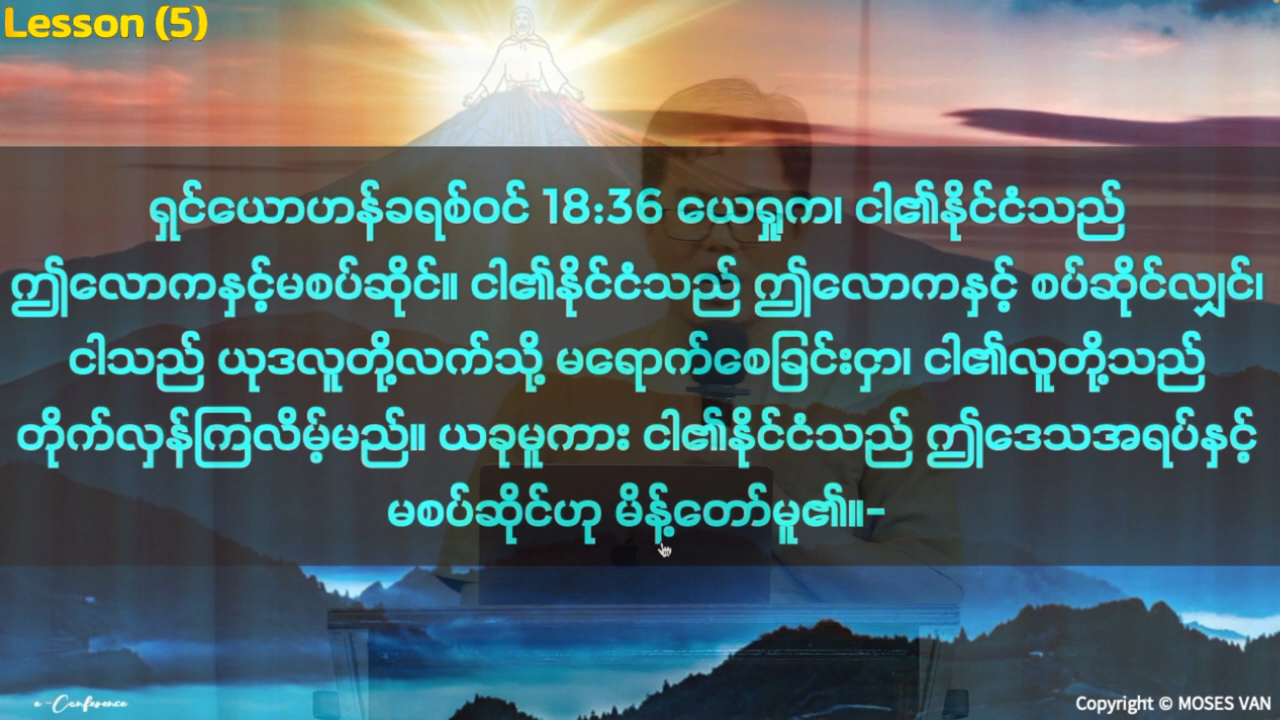 Lesson (5)
ရှင်ယောဟန်ခရစ်ဝင် 18:36 ယေရှုက၊ ငါ၏နိုင်ငံသည်
ဤလောကနှင့်မစပ်ဆိုင်။ ငါ၏နိုင်ငံသည် ဤလောကနှင့် စပ်ဆိုင်လျှင်၊
ငါသည် ယုဒလူတို့လက်သို့ မရောက်စေခြင်းငှာ၊ ငါ၏လူတို့သည်
တိုက်လှန်ကြလိမ့်မည်။ ယခုမူကား ငါ၏နိုင်ငံသည် ဤဒေသအရပ်နှင့်
မစပ်ဆိုင်ဟု မိန့်တော်မူ၏။-
e-Conference
Copyright © MOSES VAN